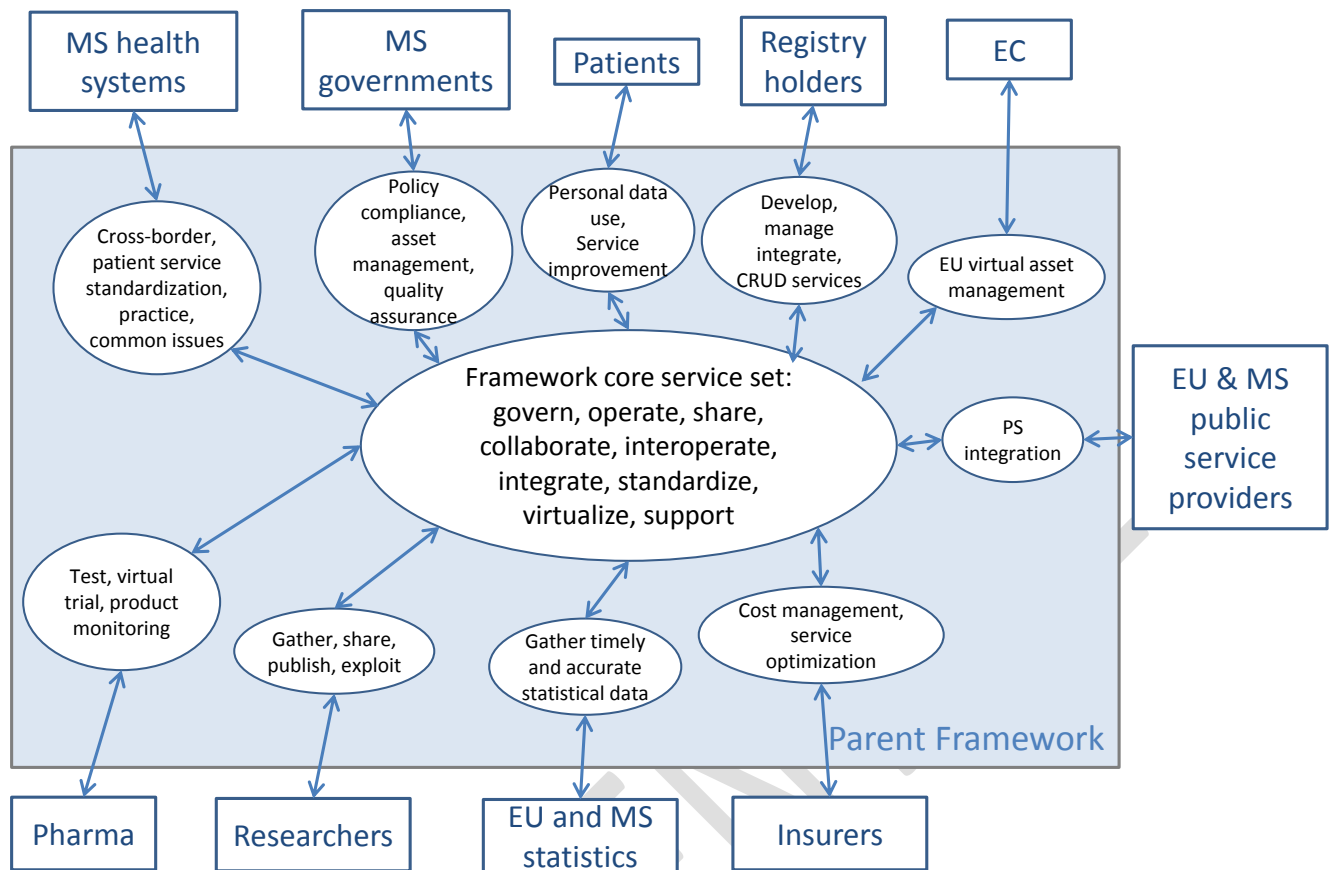 MS health
systems
MS
governments
Patients
Registry
holders
EC
Cross-border,
patient service
standardization,
practice,
common issues
Policy
compliance,
asset
management,
quality
assurance
Personal data
use,
Service
improvement
Develop,
manage integrate,
CRUD services
EU virtual asset
management
Framework core service set:
govern, operate, share,
collaborate, interoperate,
integrate, standardize,
virtualize, support
PS
integration
EU & MS
public
service
providers
Test, virtual
trial, product
monitoring
Gather, share,
publish, exploit
Gather timely
and accurate
statistical data
Cost management,
service
optimization
Parent Framework
Pharma
Researchers
EU and MS
statistics
Insurers